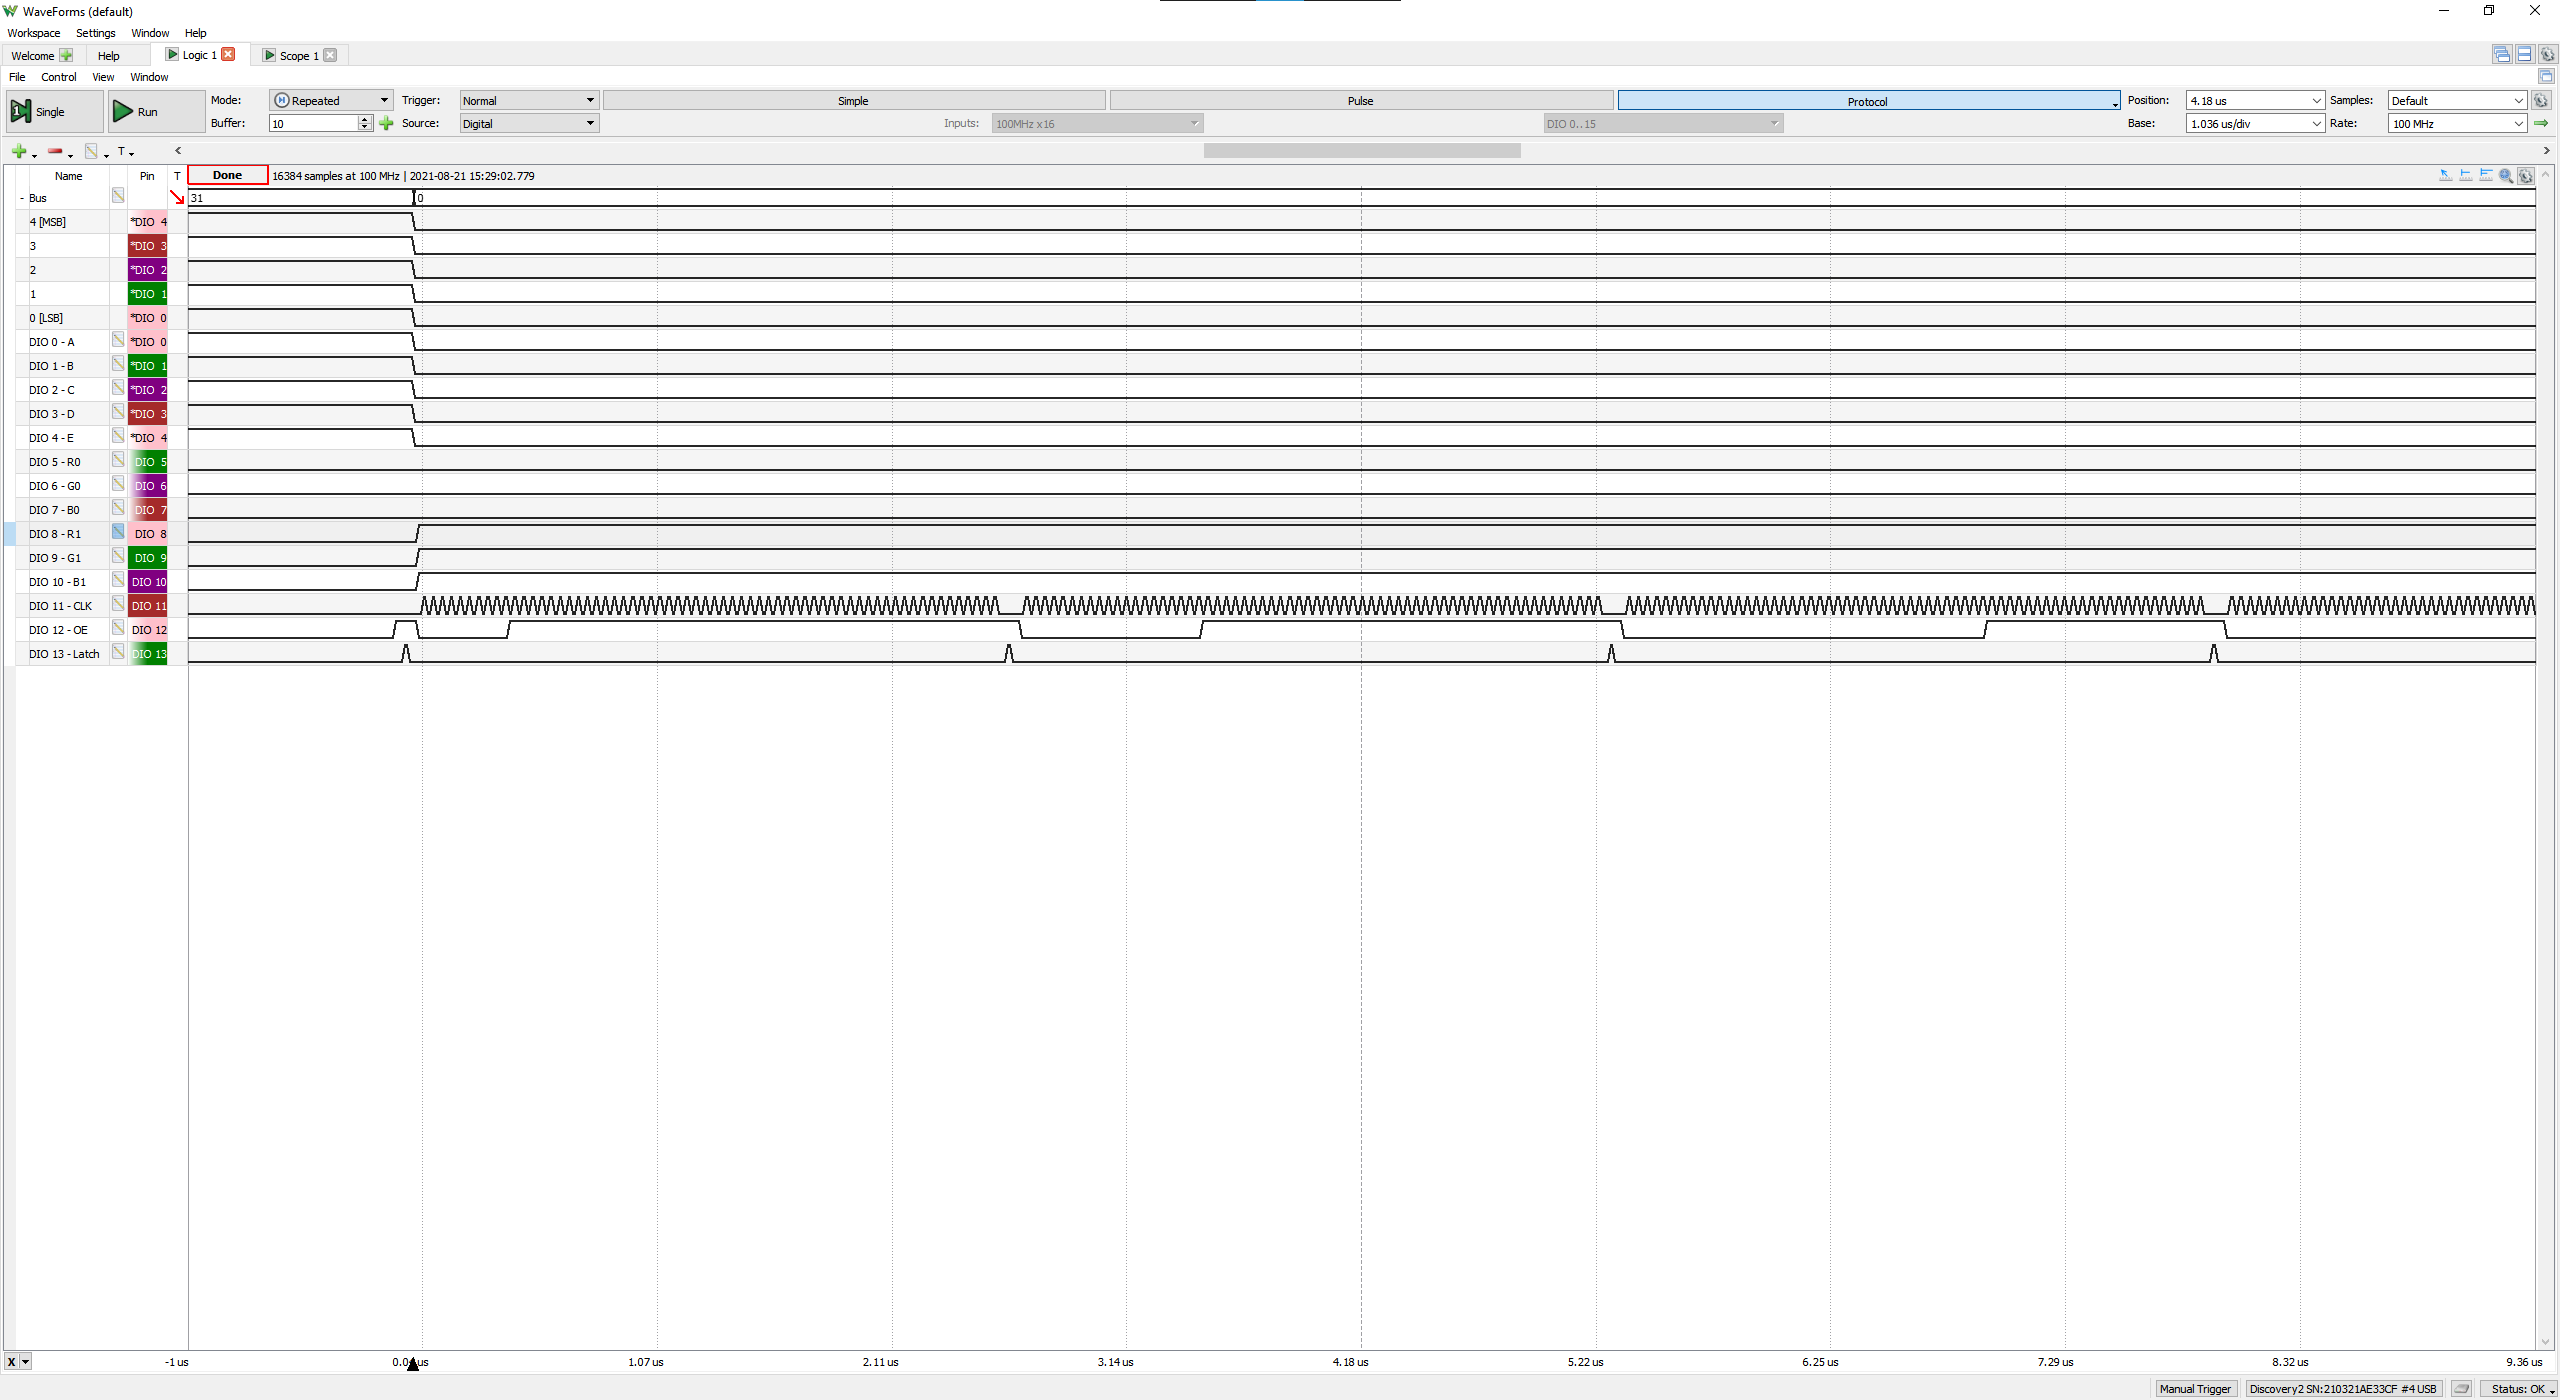 WaveForms (default)
Workspace Settings Window Help
Welcome Help Logic 1 Scope 1
File Control View Window
Single Run Mode: Repeated Trigger: Normal Simple Pulse Protocol Position: 4.18 us Samples: Default
Buffer: 10 Source: Digital Inputs: 100MHz x16 DIO 0..15 Base: 1.036 us/div Rate: 100 MHz
T
Name Pin T Done 16384 samples at 100 MHz | 2021-08-21 15:29:02.779
- Bus 31 0
4 [MSB] *DIO 4
3 *DIO 3
2 *DIO 2
1 *DIO 1
0 [LSB] *DIO 0
DIO 0 - A *DIO 0
DIO 1 - B *DIO 1
DIO 2 - C *DIO 2
DIO 3 - D *DIO 3
DIO 4 - E *DIO 4
DIO 5 - R0 DIO 5
DIO 6 - G0 DIO 6
DIO 7 - B0 DIO 7
DIO 8 - R1 DIO 8
DIO 9 - G1 DIO 9
DIO 10 - B1 DIO 10
DIO 11 - CLK DIO 11
DIO 12 - OE DIO 12
DIO 13 - Latch DIO 13
X -1 us 1.07 us 2.11 us 3.14 us 4.18 us 5.22 us 6.25 us 7.29 us 8.32 us 9.36 us
Manual Trigger Discovery2 SN:210321AE33CF #4 USB Status: OK